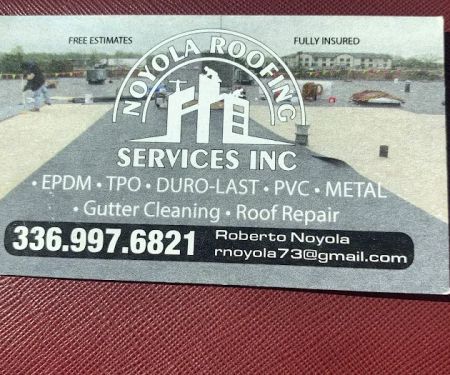 FREE ESTIMATES FULLY INSURED
NOYOLA ROOFING
SERVICES INC
• EPDM • TPO • DURO-LAST • PVC • METAL
• Gutter Cleaning • Roof Repair
336.997.6821 Roberto Noyola
rnoyola73@gmail.com